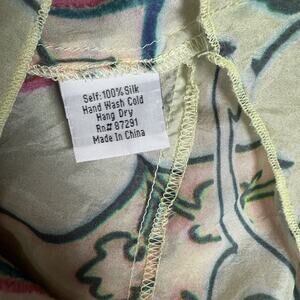 Self:100% Silk
Hand Wash Cold
Hang Dry
Rn# 87291
Made In China